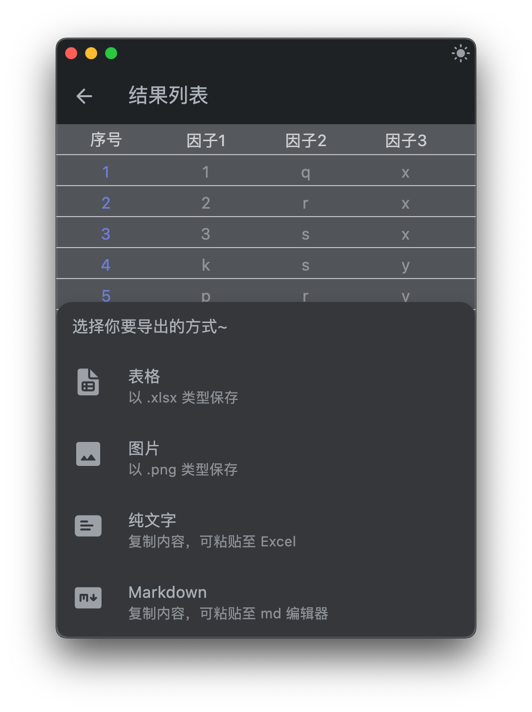 结果列表
序号 因子1 因子2 因子3
1 1 q x
2 2 r x
3 3 s x
4 k s y
5 p r y
选择你要导出的方式~
表格
以 .xlsx 类型保存
图片
以 .png 类型保存
纯文字
复制内容，可粘贴至 Excel
Markdown
复制内容，可粘贴至 md 编辑器